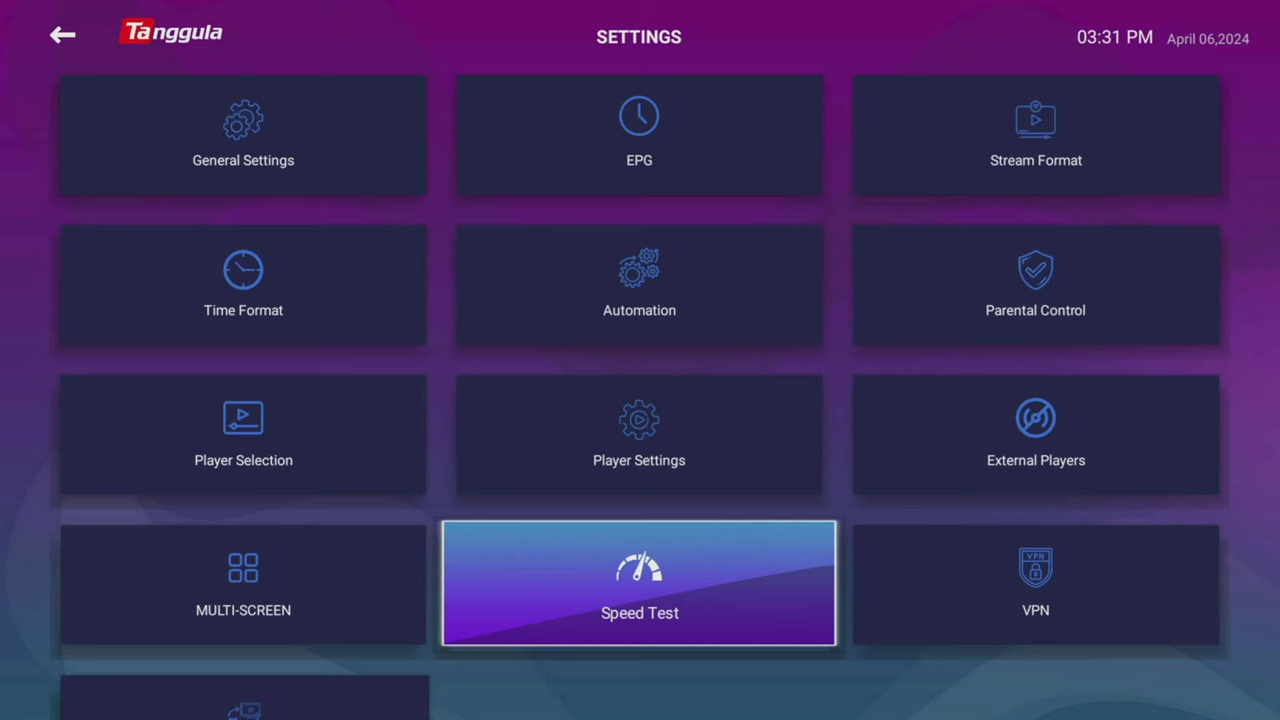 Tanggula
SETTINGS
03:31 PM April 06,2024
General Settings
EPG
Stream Format
Time Format
Automation
Parental Control
Player Selection
Player Settings
External Players
MULTI-SCREEN
Speed Test
VPN
VPN